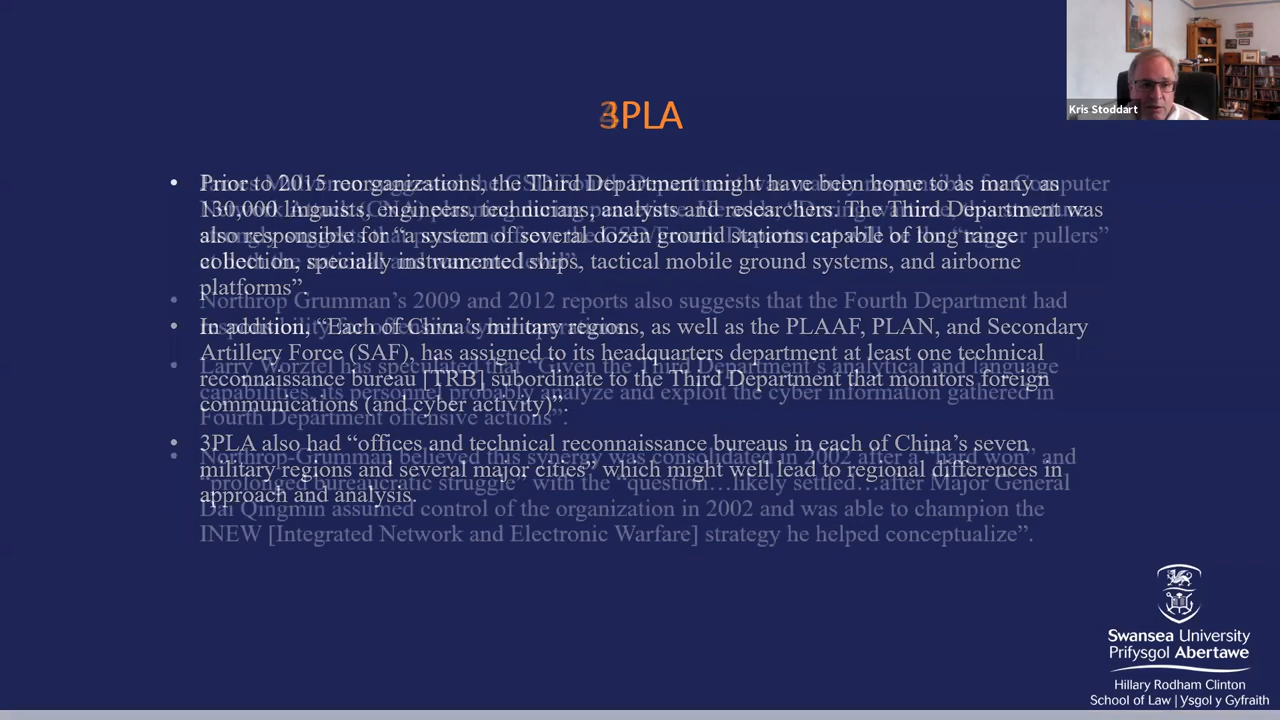 3PLA
Kris Stoddart
• Prior to 2015 reorganizations, the Third Department might have been home to as many as
130,000 linguists, engineers, technicians, analysts and researchers. The Third Department was
also responsible for “a system of several dozen ground stations capable of long range
collection, specially instrumented ships, tactical mobile ground systems, and airborne
platforms”.
• In addition, “Each of China’s military regions, as well as the PLAAF, PLAN, and Secondary
Artillery Force (SAF), has assigned to its headquarters department at least one technical
reconnaissance bureau [TRB] subordinate to the Third Department that monitors foreign
communications (and cyber activity)”.
• 3PLA also had “offices and technical reconnaissance bureaus in each of China’s seven
military regions and several major cities” which might well lead to regional differences in
approach and analysis.
• Northrop Grumman’s 2009 and 2012 reports also suggests that the Fourth Department had
• Larry Wortzel has speculated that “Given the Third Department’s analytical and language
capabilities, its personnel probably analyze and exploit the cyber information gathered in
Fourth Department offensive actions”.
• Northrop-Grumman believed this synergy was consolidated in 2002 after a “hard won” and
“prolonged bureaucratic struggle” with the “question…likely settled…after Major General
Dai Qingmin assumed control of the organization in 2002 and was able to champion the
INEW [Integrated Network and Electronic Warfare] strategy he helped conceptualize”.
Swansea University
Prifysgol Abertawe
Hillary Rodham Clinton
School of Law | Ysgol y Gyfraith